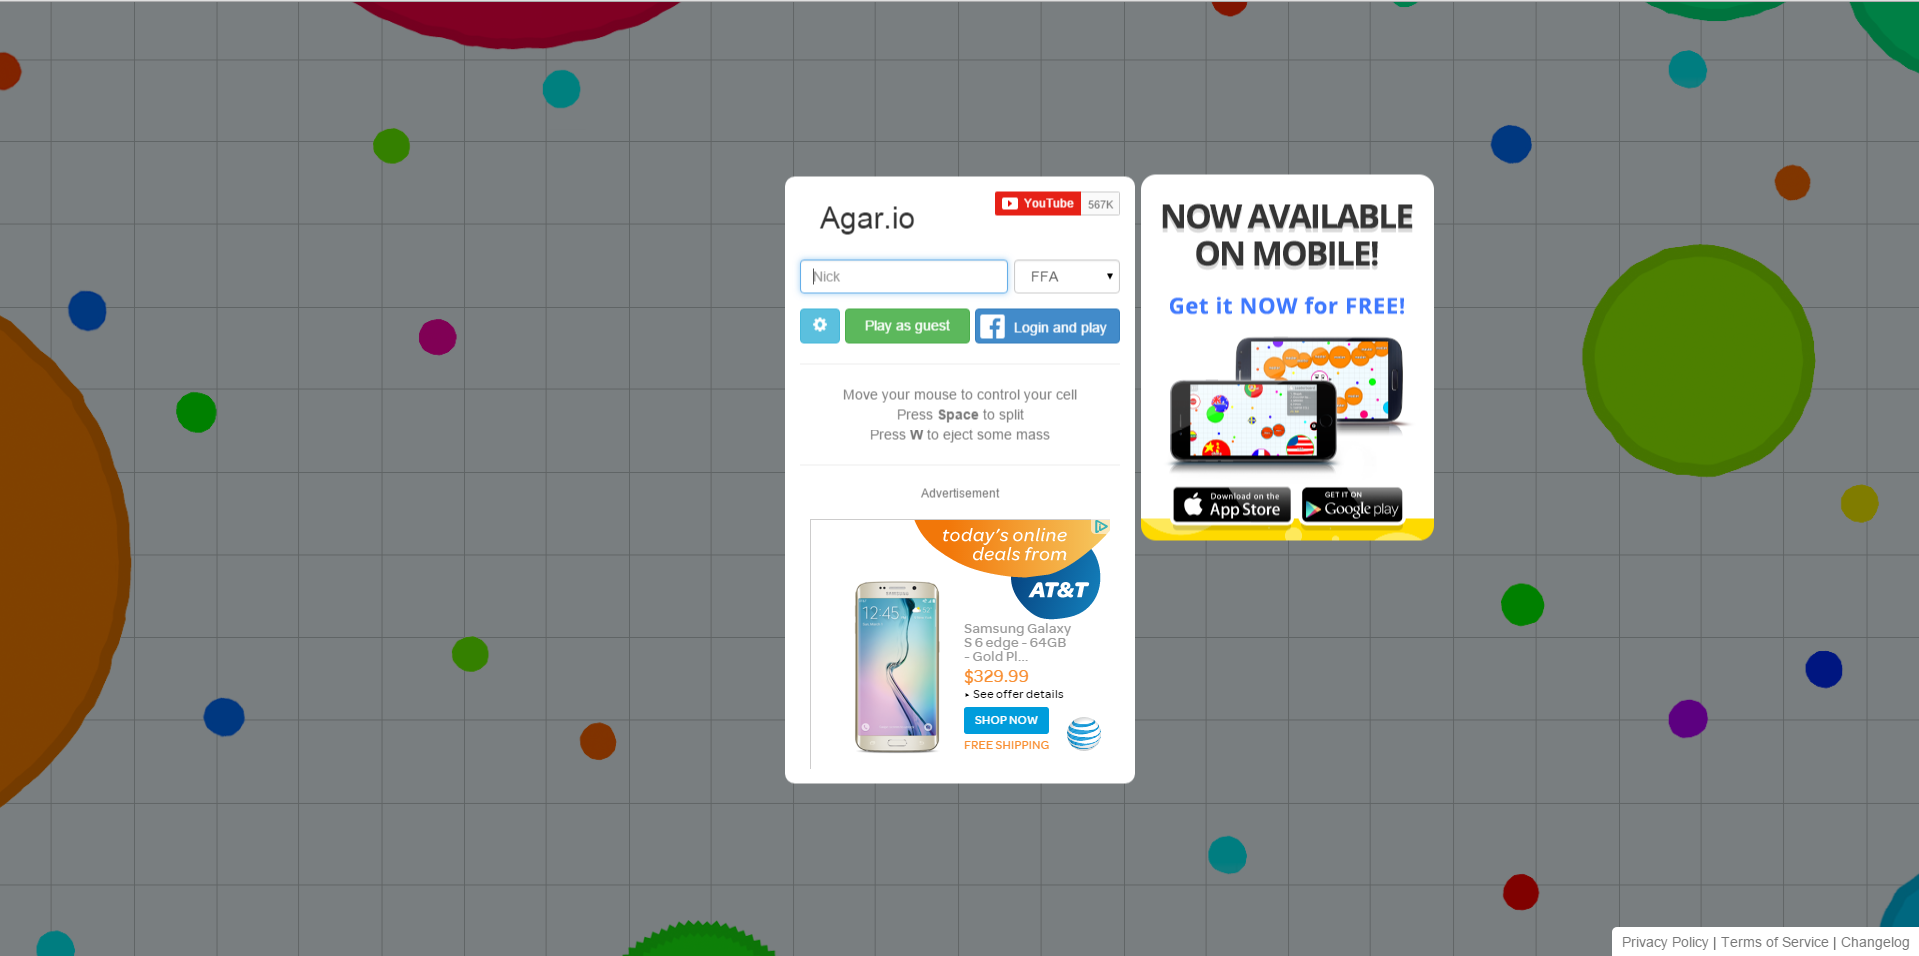 Agar.io
YouTube 567K
Nick
FFA
Play as guest
Login and play
Move your mouse to control your cell
Press Space to split
Press W to eject some mass
Advertisement
today's online
deals from
AT&T
SAMSUNG
12:45
Samsung Galaxy
S 6 edge - 64GB
- Gold Pl...
$329.99
See offer details
SHOP NOW
FREE SHIPPING
NOW AVAILABLE
ON MOBILE!
Get it NOW for FREE!
Download on the
App Store
GET IT ON
Google play
Privacy Policy | Terms of Service | Changelog